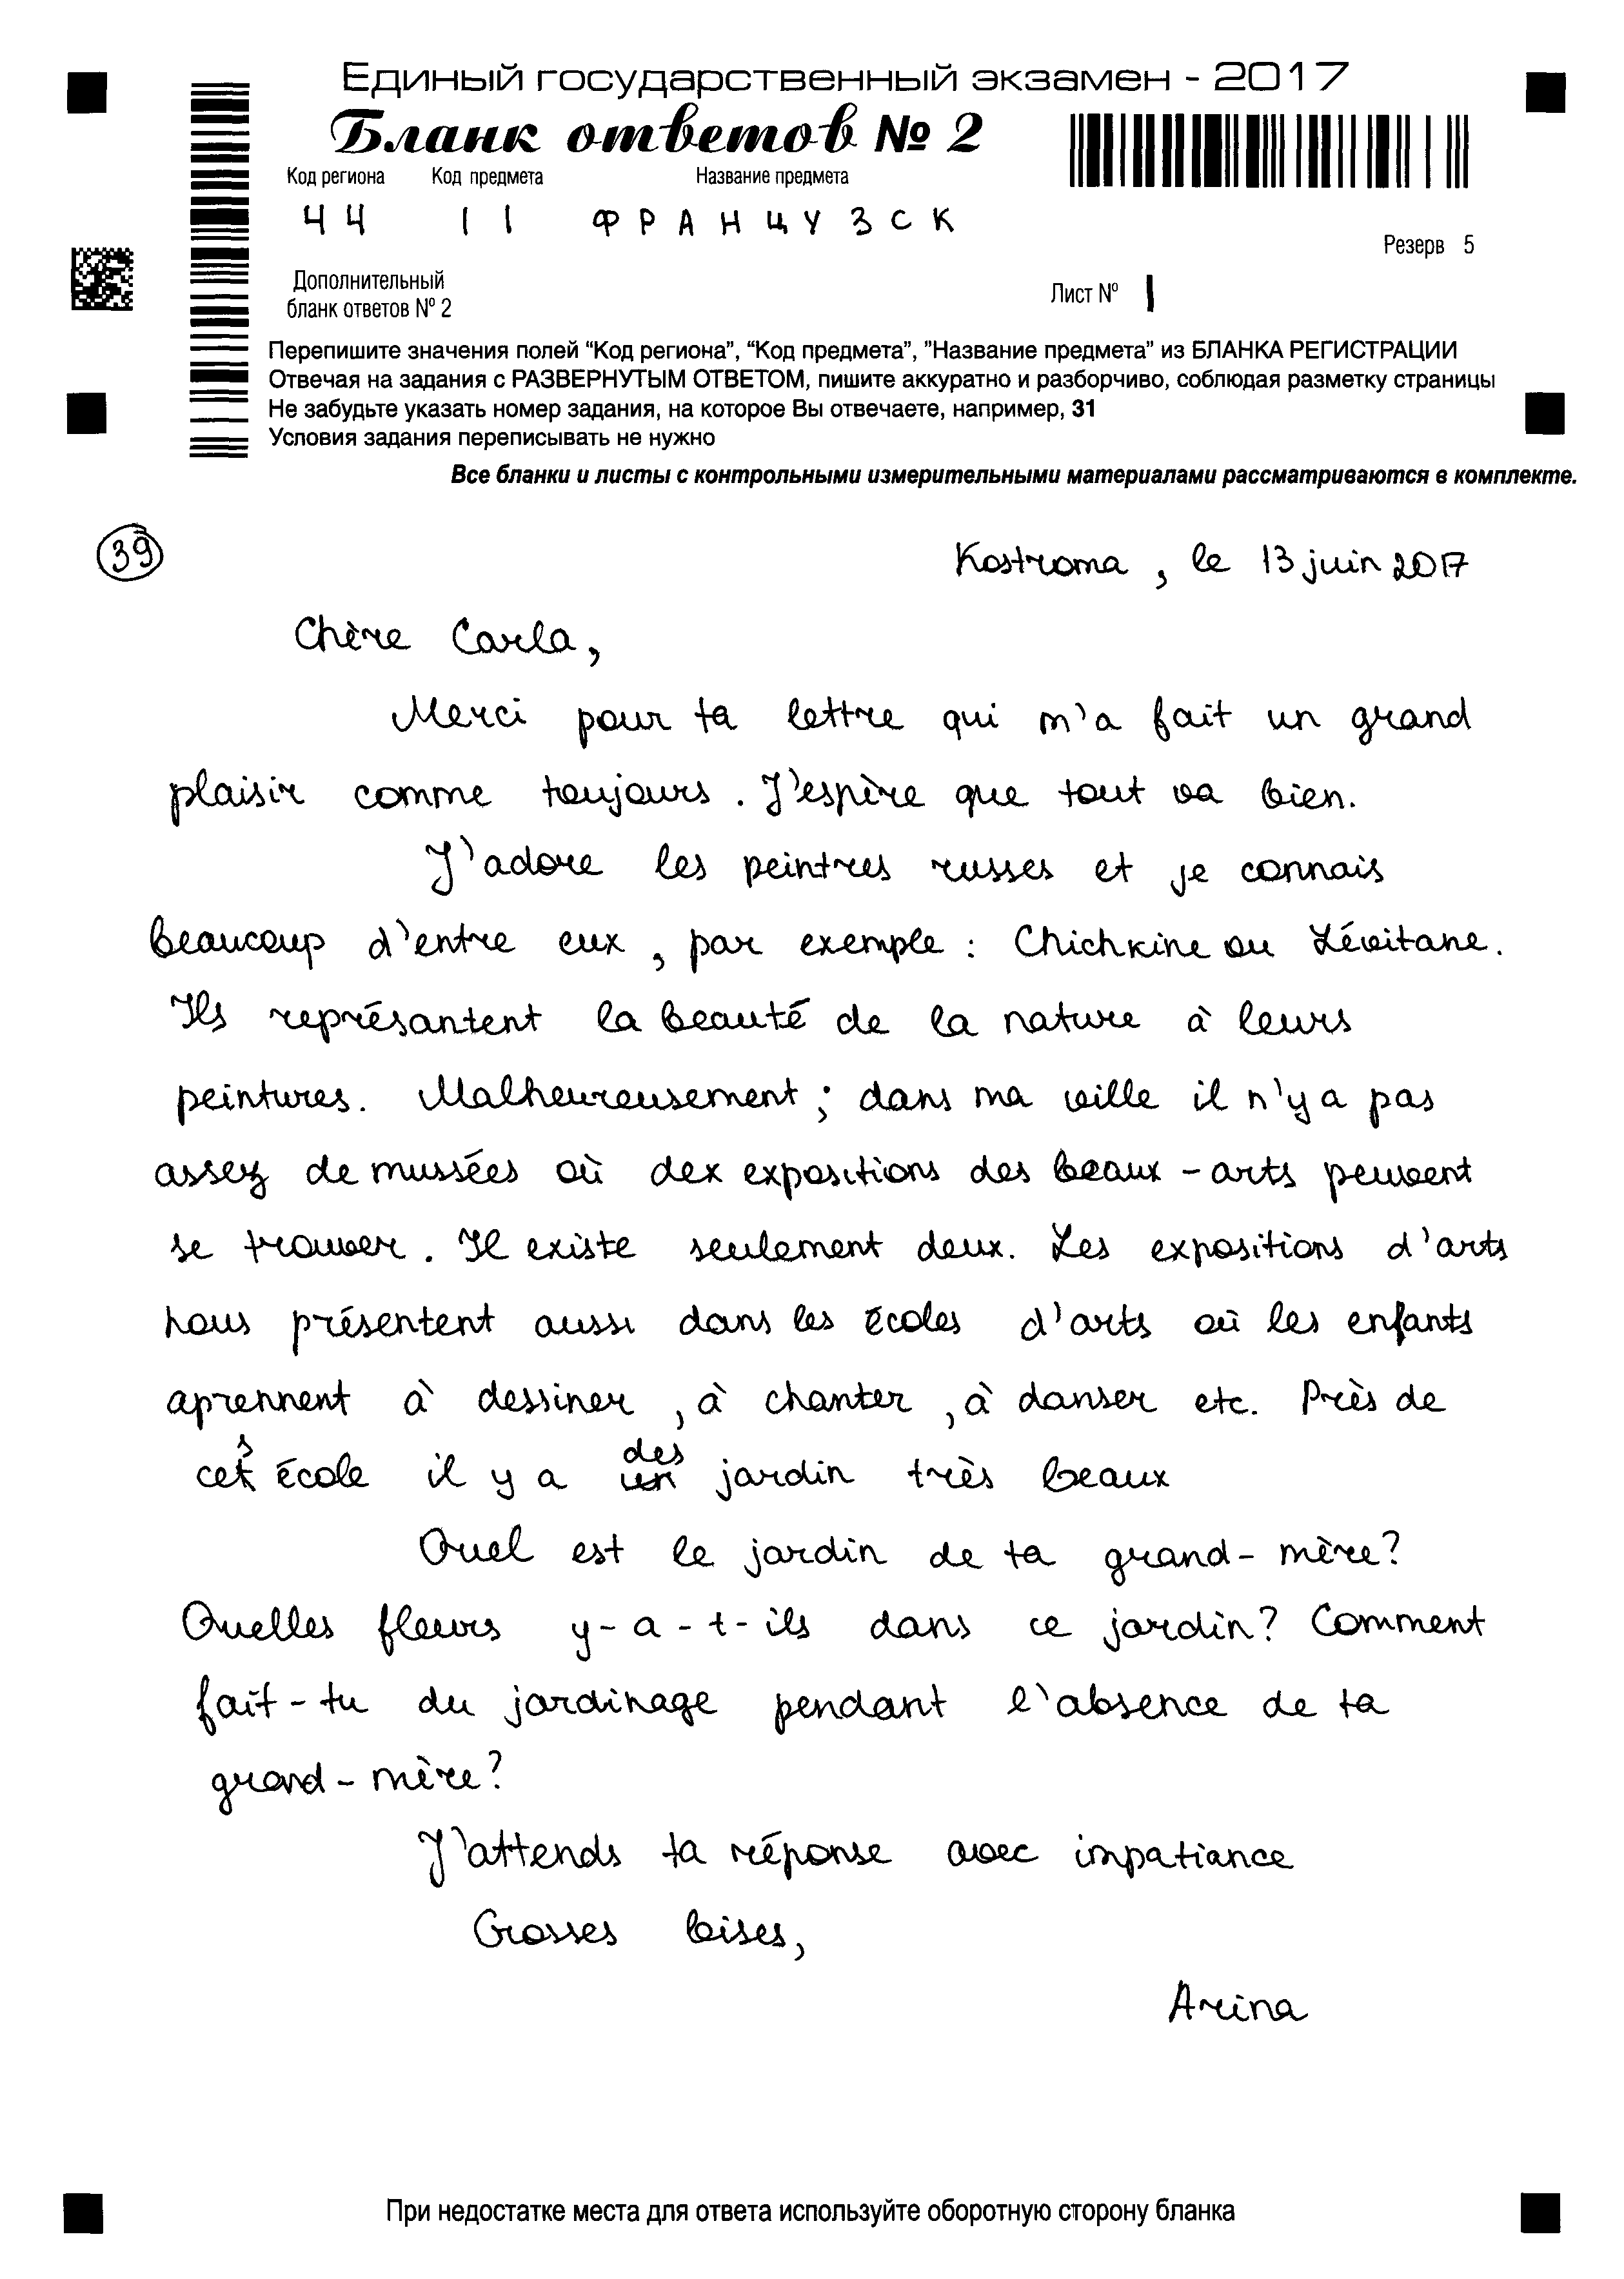 Единый государственный экзамен - 2017
Бланк ответов № 2
Код региона Код предмета Название предмета
44 11 ФРАНЦУЗСК
Резерв 5
Дополнительный
бланк ответов № 2
Лист № 1
Перепишите значения полей “Код региона”, “Код предмета”, ”Название предмета” из БЛАНКА РЕГИСТРАЦИИ
Отвечая на задания с РАЗВЕРНУТЫМ ОТВЕТОМ, пишите аккуратно и разборчиво, соблюдая разметку страницы
Не забудьте указать номер задания, на которое Вы отвечаете, например, 31
Условия задания переписывать не нужно
Все бланки и листы с контрольными измерительными материалами рассматриваются в комплекте.
39
Kostroma, le 13 juin 2017
Chère Carla,
Merci pour ta lettre qui m'a fait un grand
plaisir comme toujours. J'espère que tout va bien.
J'adore les peintres russes et je connais
beaucoup d'entre eux, par exemple : Chichkine ou Lévitane.
Ils représantent la beauté de la nature à leurs
peintures. Malheureusement ; dans ma ville il n'y a pas
assez de mussées où dex expositions des beaux-arts peuvent
se trouver. Il existe seulement deux. Les expositions d'arts
nous présentent aussi dans les écoles d'arts où les enfants
aprennent à dessiner, à chanter, à danser etc. Près de
ces école il y a des jardin très beaux
Quel est le jardin de ta grand-mère?
Quelles fleurs y-a-t-ils dans ce jardin? Comment
fait-tu du jardinage pendant l'absence de ta
grand-mère?
J'attends ta réponse avec impatiance
Grosses bises,
Arina
При недостатке места для ответа используйте оборотную сторону бланка